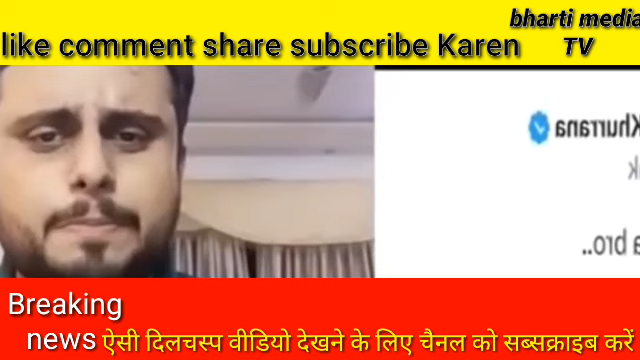 bharti media
TV
like comment share subscribe Karen
Khurrana
a bro..
Breaking
news ऐसी दिलचस्प वीडियो देखने के लिए चैनल को सब्सक्राइब करें